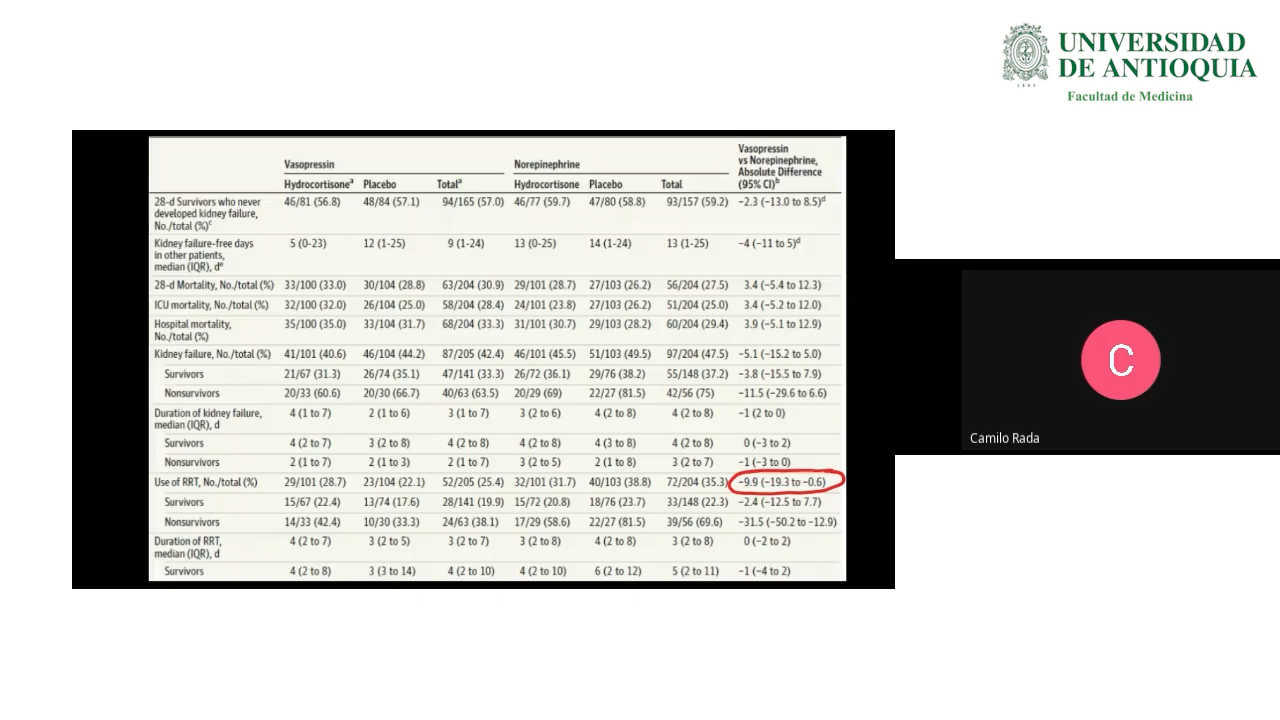 UNIVERSIDAD
DE ANTIOQUIA
1803
Facultad de Medicina
Vasopressin Norepinephrine Vasopressin vs Norepinephrine, Absolute Difference (95% CI)b
Hydrocortisonea Placebo Totala Hydrocortisone Placebo Total
28-d Survivors who never developed kidney failure, No./total (%)c 46/81 (56.8) 48/84 (57.1) 94/165 (57.0) 46/77 (59.7) 47/80 (58.8) 93/157 (59.2) −2.3 (−13.0 to 8.5)d
Kidney failure-free days in other patients, median (IQR), de 5 (0-23) 12 (1-25) 9 (1-24) 13 (0-25) 14 (1-24) 13 (1-25) −4 (−11 to 5)d
28-d Mortality, No./total (%) 33/100 (33.0) 30/104 (28.8) 63/204 (30.9) 29/101 (28.7) 27/103 (26.2) 56/204 (27.5) 3.4 (−5.4 to 12.3)
ICU mortality, No./total (%) 32/100 (32.0) 26/104 (25.0) 58/204 (28.4) 24/101 (23.8) 27/103 (26.2) 51/204 (25.0) 3.4 (−5.2 to 12.0)
Hospital mortality, No./total (%) 35/100 (35.0) 33/104 (31.7) 68/204 (33.3) 31/101 (30.7) 29/103 (28.2) 60/204 (29.4) 3.9 (−5.1 to 12.9)
Kidney failure, No./total (%) 41/101 (40.6) 46/104 (44.2) 87/205 (42.4) 46/101 (45.5) 51/103 (49.5) 97/204 (47.5) −5.1 (−15.2 to 5.0)
Survivors 21/67 (31.3) 26/74 (35.1) 47/141 (33.3) 26/72 (36.1) 29/76 (38.2) 55/148 (37.2) −3.8 (−15.5 to 7.9)
Nonsurvivors 20/33 (60.6) 20/30 (66.7) 40/63 (63.5) 20/29 (69) 22/27 (81.5) 42/56 (75) −11.5 (−29.6 to 6.6)
Duration of kidney failure, median (IQR), d 4 (1 to 7) 2 (1 to 6) 3 (1 to 7) 3 (2 to 6) 4 (2 to 8) 4 (2 to 8) −1 (2 to 0)
Survivors 4 (2 to 7) 3 (2 to 8) 4 (2 to 8) 4 (2 to 8) 4 (3 to 8) 4 (2 to 8) 0 (−3 to 2)
Nonsurvivors 2 (1 to 7) 2 (1 to 3) 2 (1 to 7) 3 (2 to 5) 2 (1 to 8) 3 (2 to 7) −1 (−3 to 0)
Use of RRT, No./total (%) 29/101 (28.7) 23/104 (22.1) 52/205 (25.4) 32/101 (31.7) 40/103 (38.8) 72/204 (35.3) −9.9 (−19.3 to −0.6)
Survivors 15/67 (22.4) 13/74 (17.6) 28/141 (19.9) 15/72 (20.8) 18/76 (23.7) 33/148 (22.3) −2.4 (−12.5 to 7.7)
Nonsurvivors 14/33 (42.4) 10/30 (33.3) 24/63 (38.1) 17/29 (58.6) 22/27 (81.5) 39/56 (69.6) −31.5 (−50.2 to −12.9)
Duration of RRT, median (IQR), d 4 (2 to 7) 3 (2 to 5) 3 (2 to 7) 3 (2 to 8) 4 (2 to 8) 3 (2 to 8) 0 (−2 to 2)
Survivors 4 (2 to 8) 3 (3 to 14) 4 (2 to 10) 4 (2 to 10) 6 (2 to 12) 5 (2 to 11) −1 (−4 to 2)
C
Camilo Rada